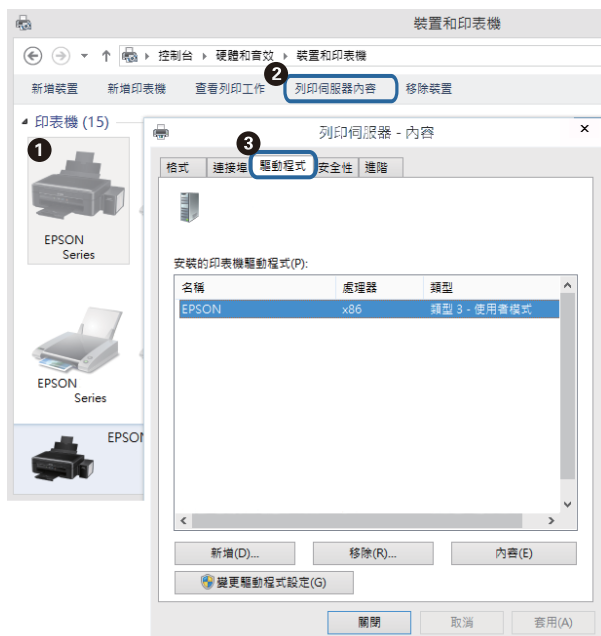 裝置和印表機
控制台 ▸ 硬體和音效 ▸ 裝置和印表機
2
新增裝置 新增印表機 查看列印工作 列印伺服器內容 移除裝置
印表機 (15)
1
EPSON
Series
EPSON
Series
EPSON
列印伺服器 - 內容
3
格式 連接埠 驅動程式 安全性 進階
安裝的印表機驅動程式(P):
名稱 處理器 類型
EPSON x86 類型 3 - 使用者模式
新增(D)... 移除(R)... 內容(E)
變更驅動程式設定(G)
關閉 取消 套用(A)